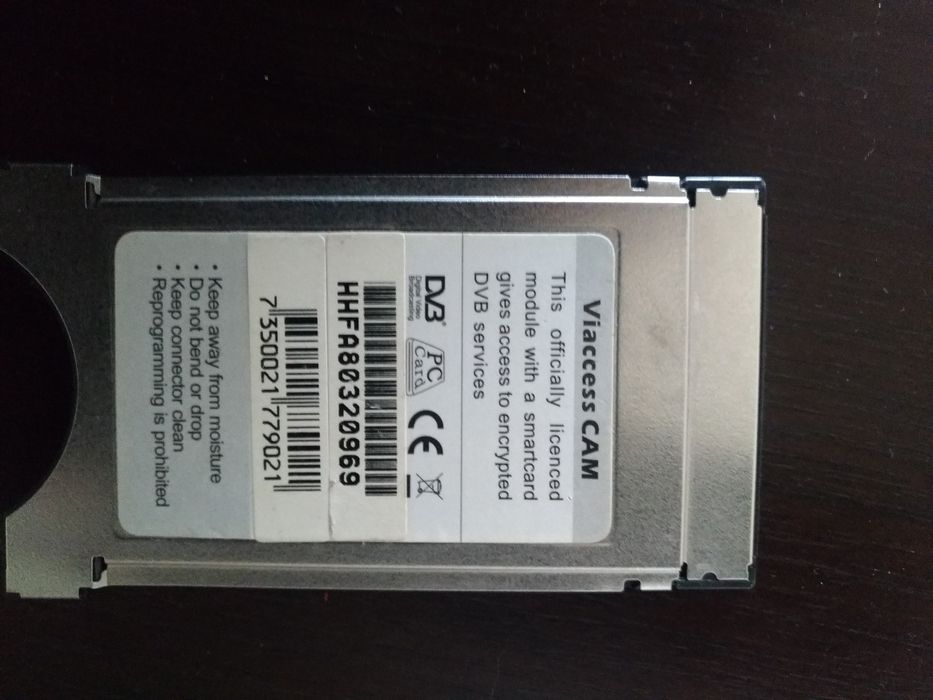 Viaccess CAM
This officially licenced
module with a smartcard
gives access to encrypted
DVB services
DVB®
Digital Video
Broadcasting
PC
Card
CE
HHFA80320969
7 350021 779021
• Keep away from moisture
• Do not bend or drop
• Keep connector clean
• Reprogramming is prohibited